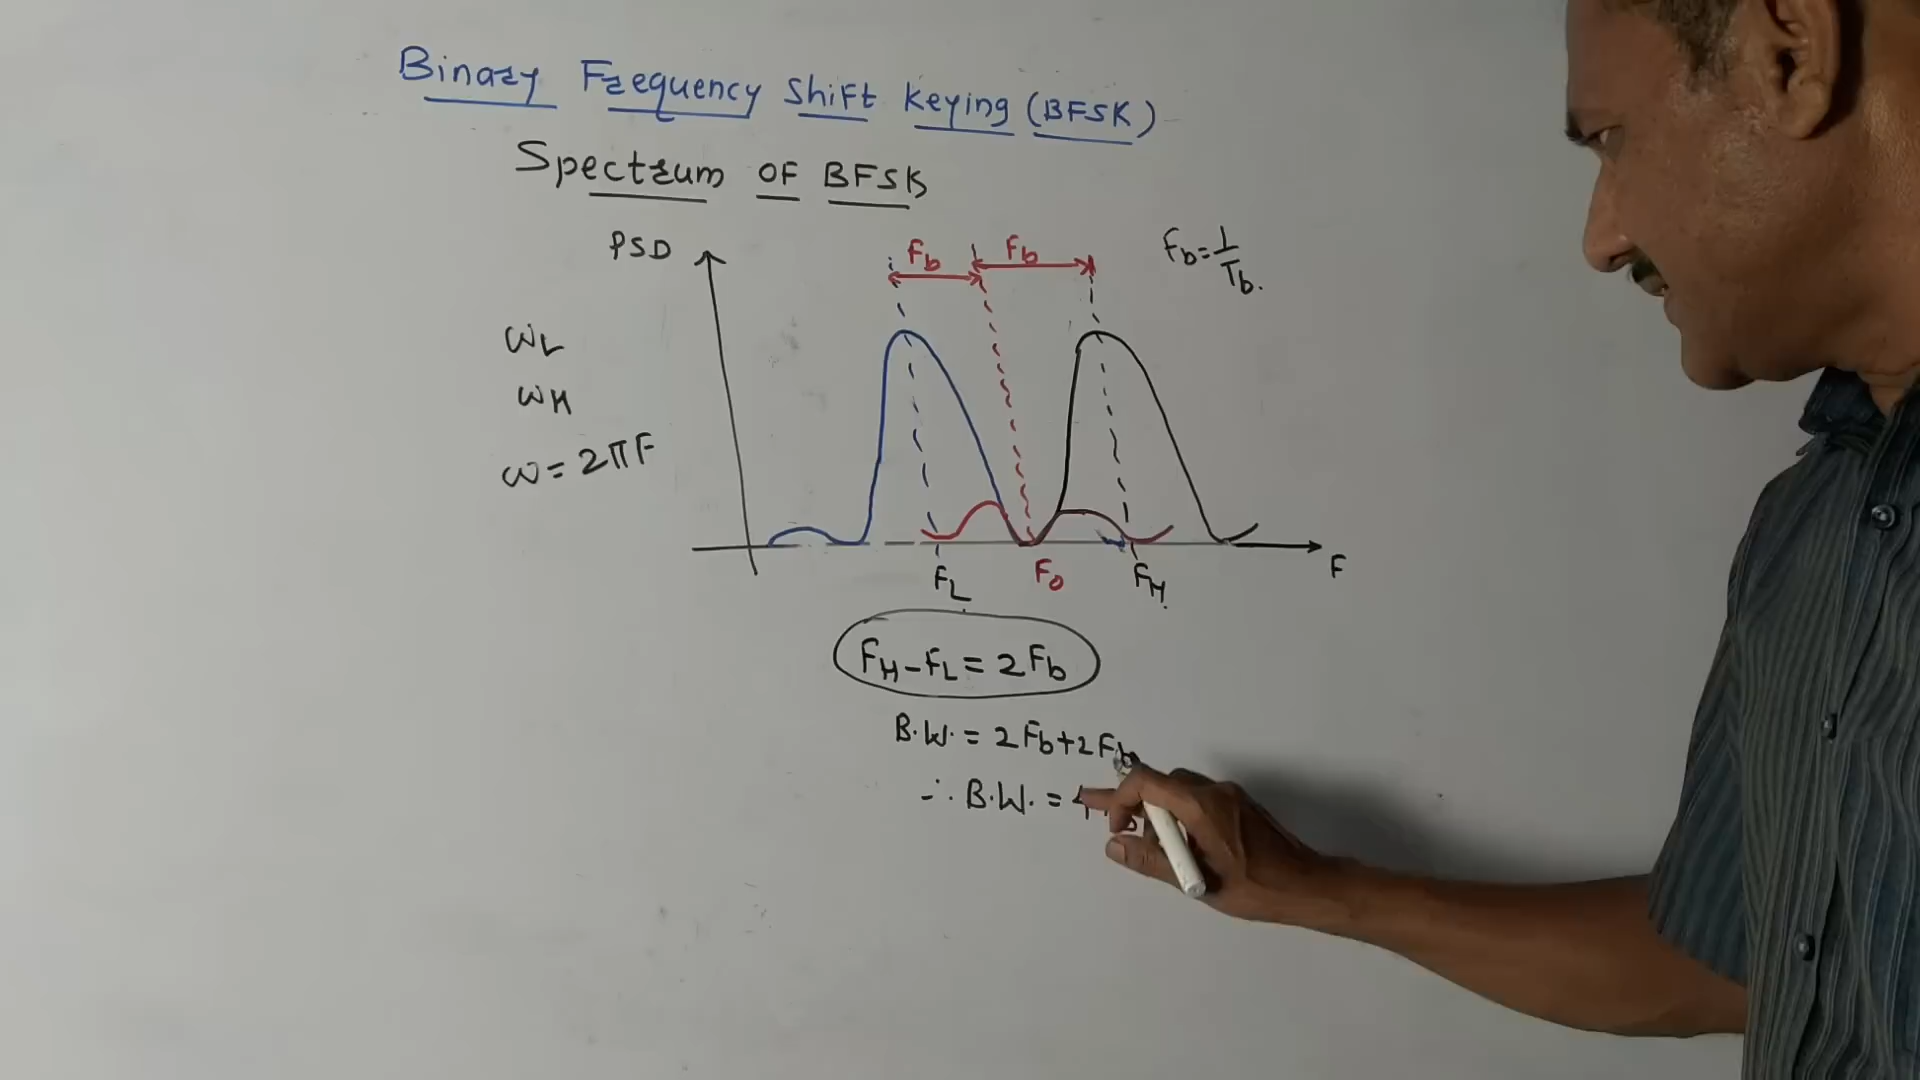 Binary Frequency Shift Keying (BFSK)
Spectrum OF BFSK
PSD
Fb
Fb
Fb = 1/Tb.
ωL
ωH
ω = 2πF
FL
F0
FH.
F
FH - FL = 2Fb
B.W. = 2Fb + 2Fb
∴ B.W. =